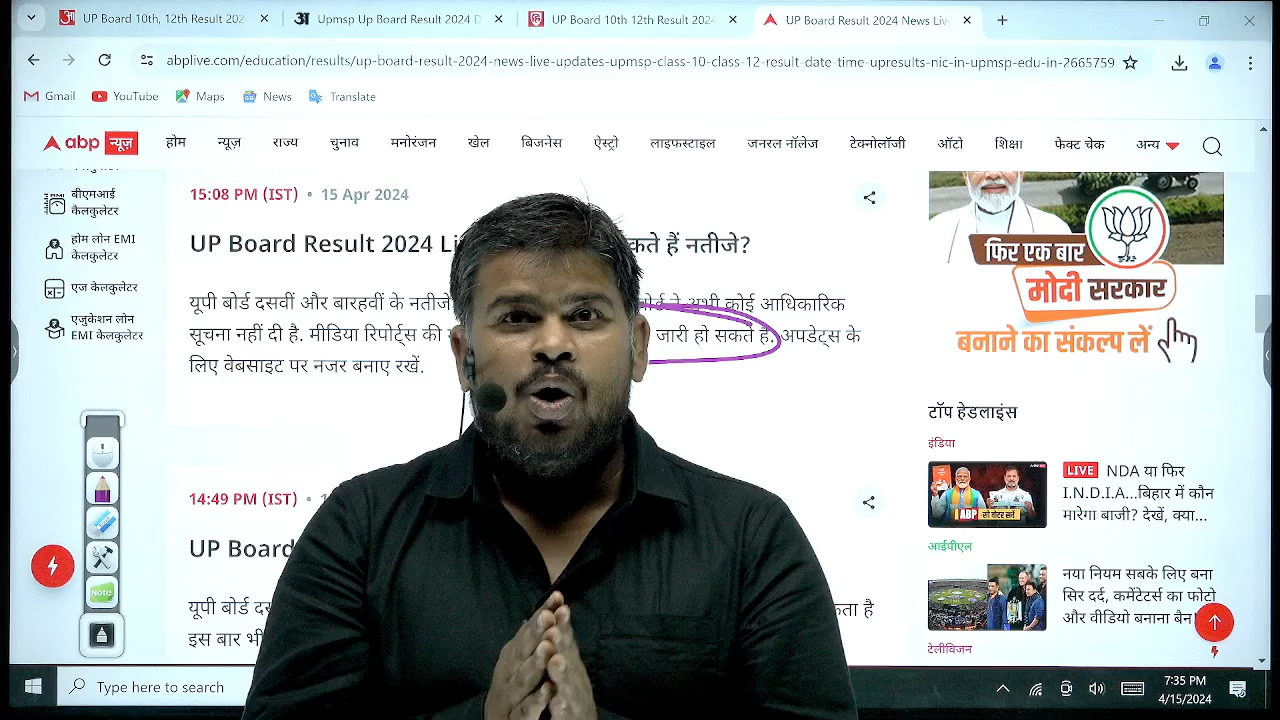 UP Board 10th, 12th Result 202
Upmsp Up Board Result 2024 D
UP Board 10th 12th Result 2024
UP Board Result 2024 News Liv
abplive.com/education/results/up-board-result-2024-news-live-updates-upmsp-class-10-class-12-result-date-time-upresults-nic-in-upmsp-edu-in-2665759
Gmail
YouTube
Maps
News
Translate
abp न्यूज़
होम
न्यूज़
राज्य
चुनाव
मनोरंजन
खेल
बिजनेस
ऐस्ट्रो
लाइफस्टाइल
जनरल नॉलेज
टेक्नोलॉजी
ऑटो
शिक्षा
फैक्ट चेक
अन्य
बीएमआई
कैलकुलेटर
होम लोन EMI
कैलकुलेटर
एज कैलकुलेटर
एजुकेशन लोन
EMI कैलकुलेटर
Note
15:08 PM (IST) • 15 Apr 2024
UP Board Result 2024 Li कते हैं नतीजे?
यूपी बोर्ड दसवीं और बारहवीं के नतीजे ने अभी कोई आधिकारिक
सूचना नहीं दी है. मीडिया रिपोर्ट्स की जारी हो सकते है. अपडेट्स के
लिए वेबसाइट पर नजर बनाए रखें.
14:49 PM (IST) •
UP Board
यूपी बोर्ड दस कता है
इस बार भी
फिर एक बार
मोदी सरकार
बनाने का संकल्प लें
टॉप हेडलाइंस
इंडिया
LIVE NDA या फिर
I.N.D.I.A...बिहार में कौन
मारेगा बाजी? देखें, क्या...
ABP
आईपीएल
नया नियम सबके लिए बना
सिर दर्द, कमेंटेटर्स का फोटो
और वीडियो बनाना बैन
टेलीविजन
Type here to search
7:35 PM
4/15/2024